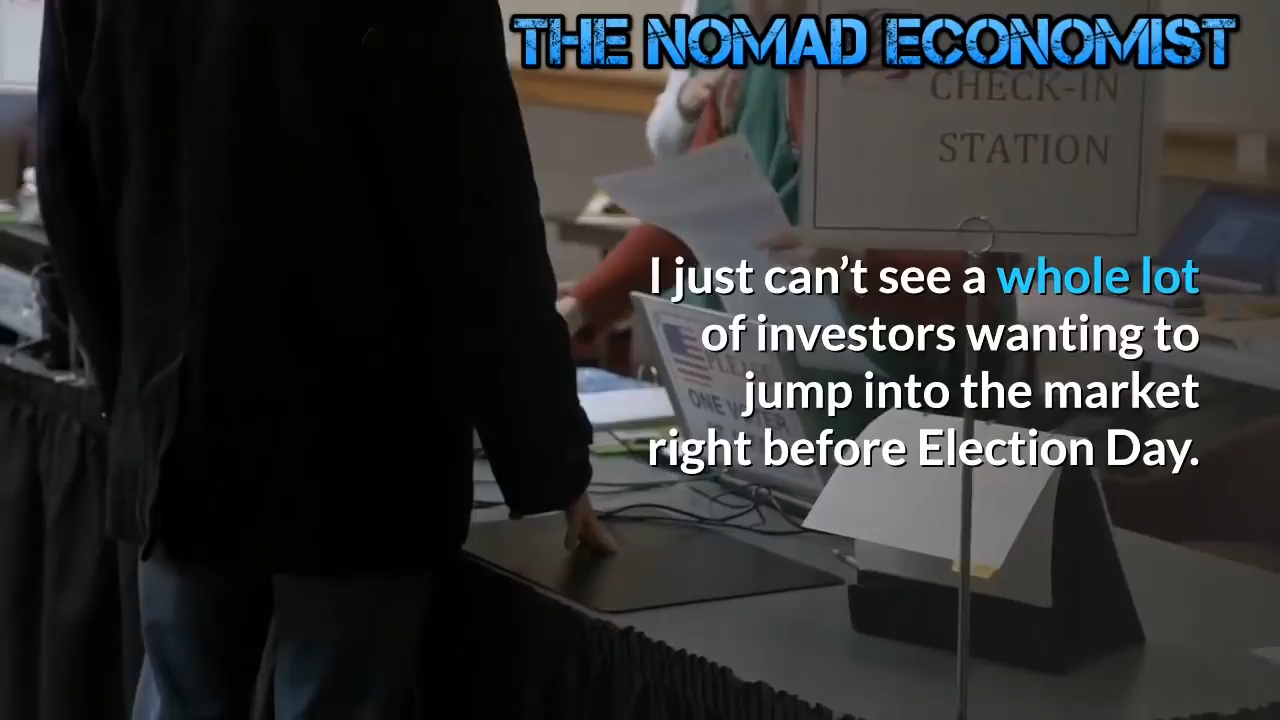 THE NOMAD ECONOMIST
CHECK-IN
STATION
I just can't see a whole lot
of investors wanting to
jump into the market
right before Election Day.
ONE